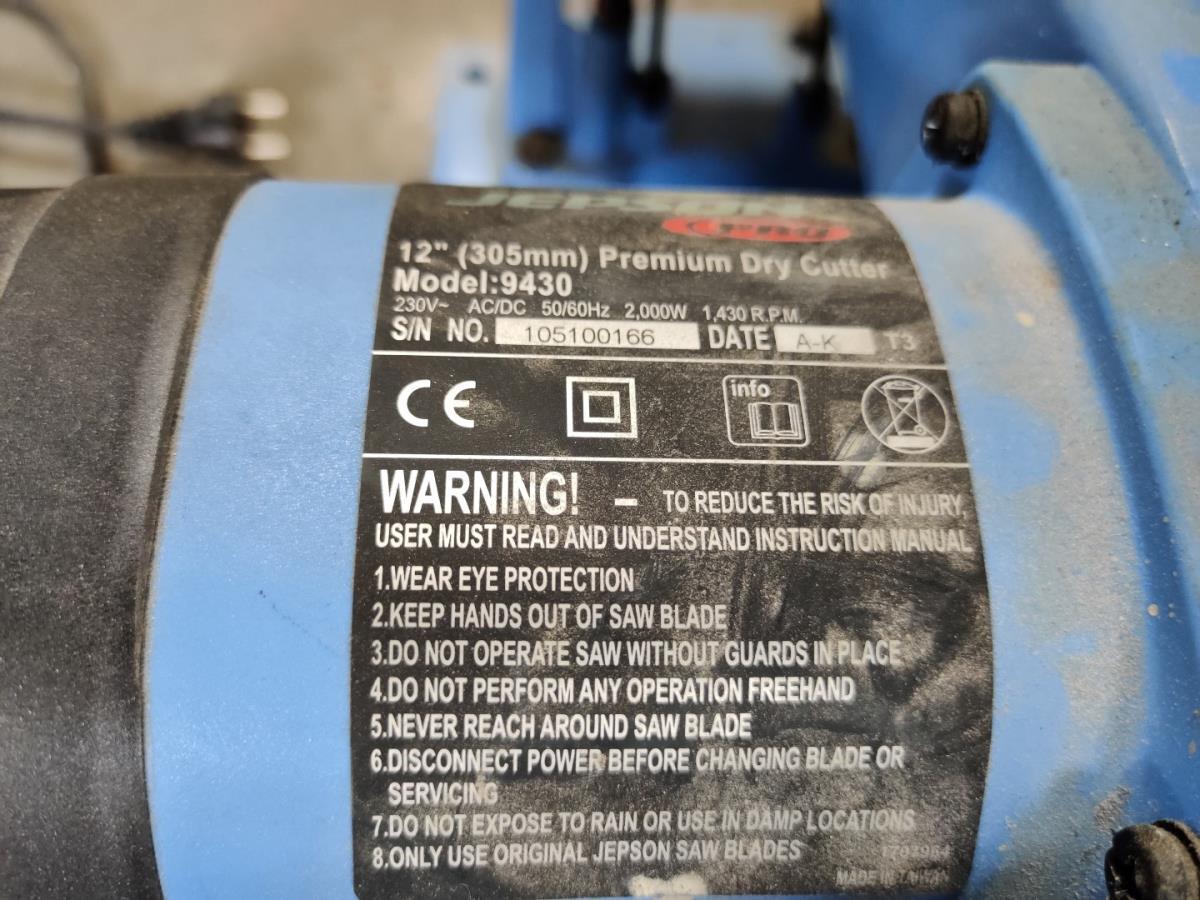 JEPSON
PRO
12" (305mm) Premium Dry Cutter
Model:9430
230V~ AC/DC 50/60Hz 2,000W 1,430 R.P.M.
S/N NO. 105100166 DATE A-K T3
CE info
WARNING! – TO REDUCE THE RISK OF INJURY,
USER MUST READ AND UNDERSTAND INSTRUCTION MANUAL
1.WEAR EYE PROTECTION
2.KEEP HANDS OUT OF SAW BLADE
3.DO NOT OPERATE SAW WITHOUT GUARDS IN PLACE
4.DO NOT PERFORM ANY OPERATION FREEHAND
5.NEVER REACH AROUND SAW BLADE
6.DISCONNECT POWER BEFORE CHANGING BLADE OR
SERVICING
7.DO NOT EXPOSE TO RAIN OR USE IN DAMP LOCATIONS
8.ONLY USE ORIGINAL JEPSON SAW BLADES
MADE IN TAIWAN